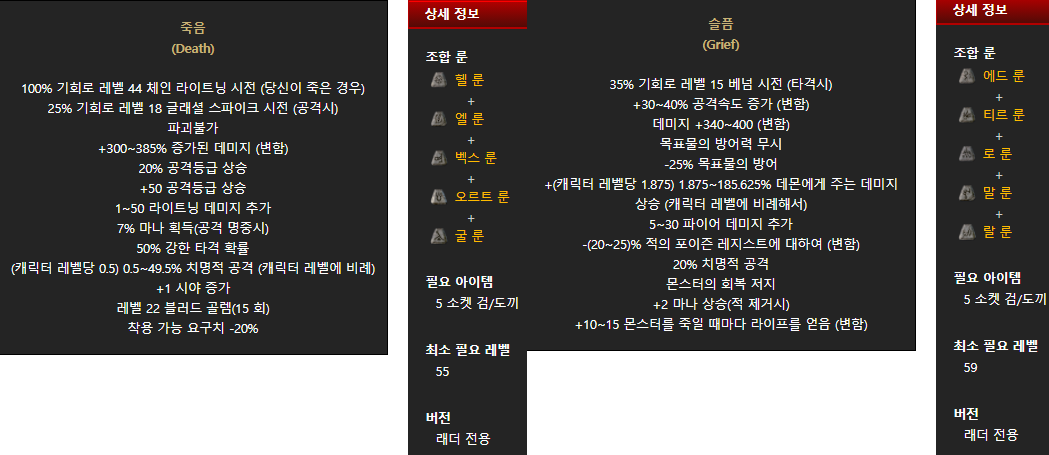 죽음
(Death)
100% 기회로 레벨 44 체인 라이트닝 시전 (당신이 죽은 경우)
25% 기회로 레벨 18 글래셜 스파이크 시전 (공격시)
파괴불가
+300~385% 증가된 데미지 (변함)
20% 공격등급 상승
+50 공격등급 상승
1~50 라이트닝 데미지 추가
7% 마나 획득(공격 명중시)
50% 강한 타격 확률
(캐릭터 레벨당 0.5) 0.5~49.5% 치명적 공격 (캐릭터 레벨에 비례)
+1 시야 증가
레벨 22 블러드 골렘(15 회)
착용 가능 요구치 -20%
상세 정보
조합 룬
헬 룬
+
엘 룬
+
벡스 룬
+
오르트 룬
+
굴 룬
필요 아이템
5 소켓 검/도끼
최소 필요 레벨
55
버전
래더 전용
슬픔
(Grief)
35% 기회로 레벨 15 베넘 시전 (타격시)
+30~40% 공격속도 증가 (변함)
데미지 +340~400 (변함)
목표물의 방어력 무시
-25% 목표물의 방어
+(캐릭터 레벨당 1.875) 1.875~185.625% 데몬에게 주는 데미지
상승 (캐릭터 레벨에 비례해서)
5~30 파이어 데미지 추가
-(20~25)% 적의 포이즌 레지스트에 대하여 (변함)
20% 치명적 공격
몬스터의 회복 저지
+2 마나 상승(적 제거시)
+10~15 몬스터를 죽일 때마다 라이프를 얻음 (변함)
상세 정보
조합 룬
에드 룬
+
티르 룬
+
로 룬
+
말 룬
+
랄 룬
필요 아이템
5 소켓 검/도끼
최소 필요 레벨
59
버전
래더 전용